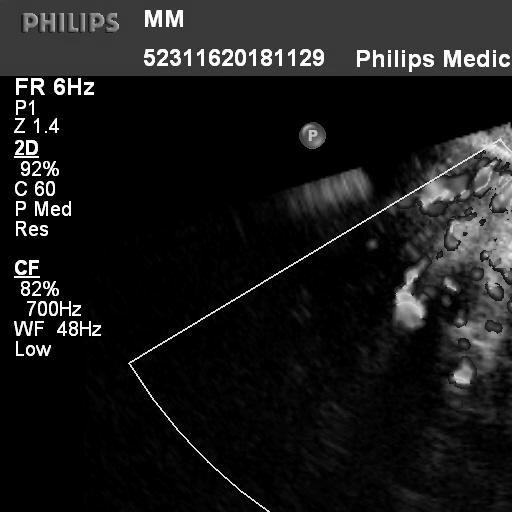 PHILIPS
MM
52311620181129 Philips Medic
FR 6Hz
P1
Z 1.4
2D
92%
C 60
P Med
Res
CF
82%
700Hz
WF 48Hz
Low
P